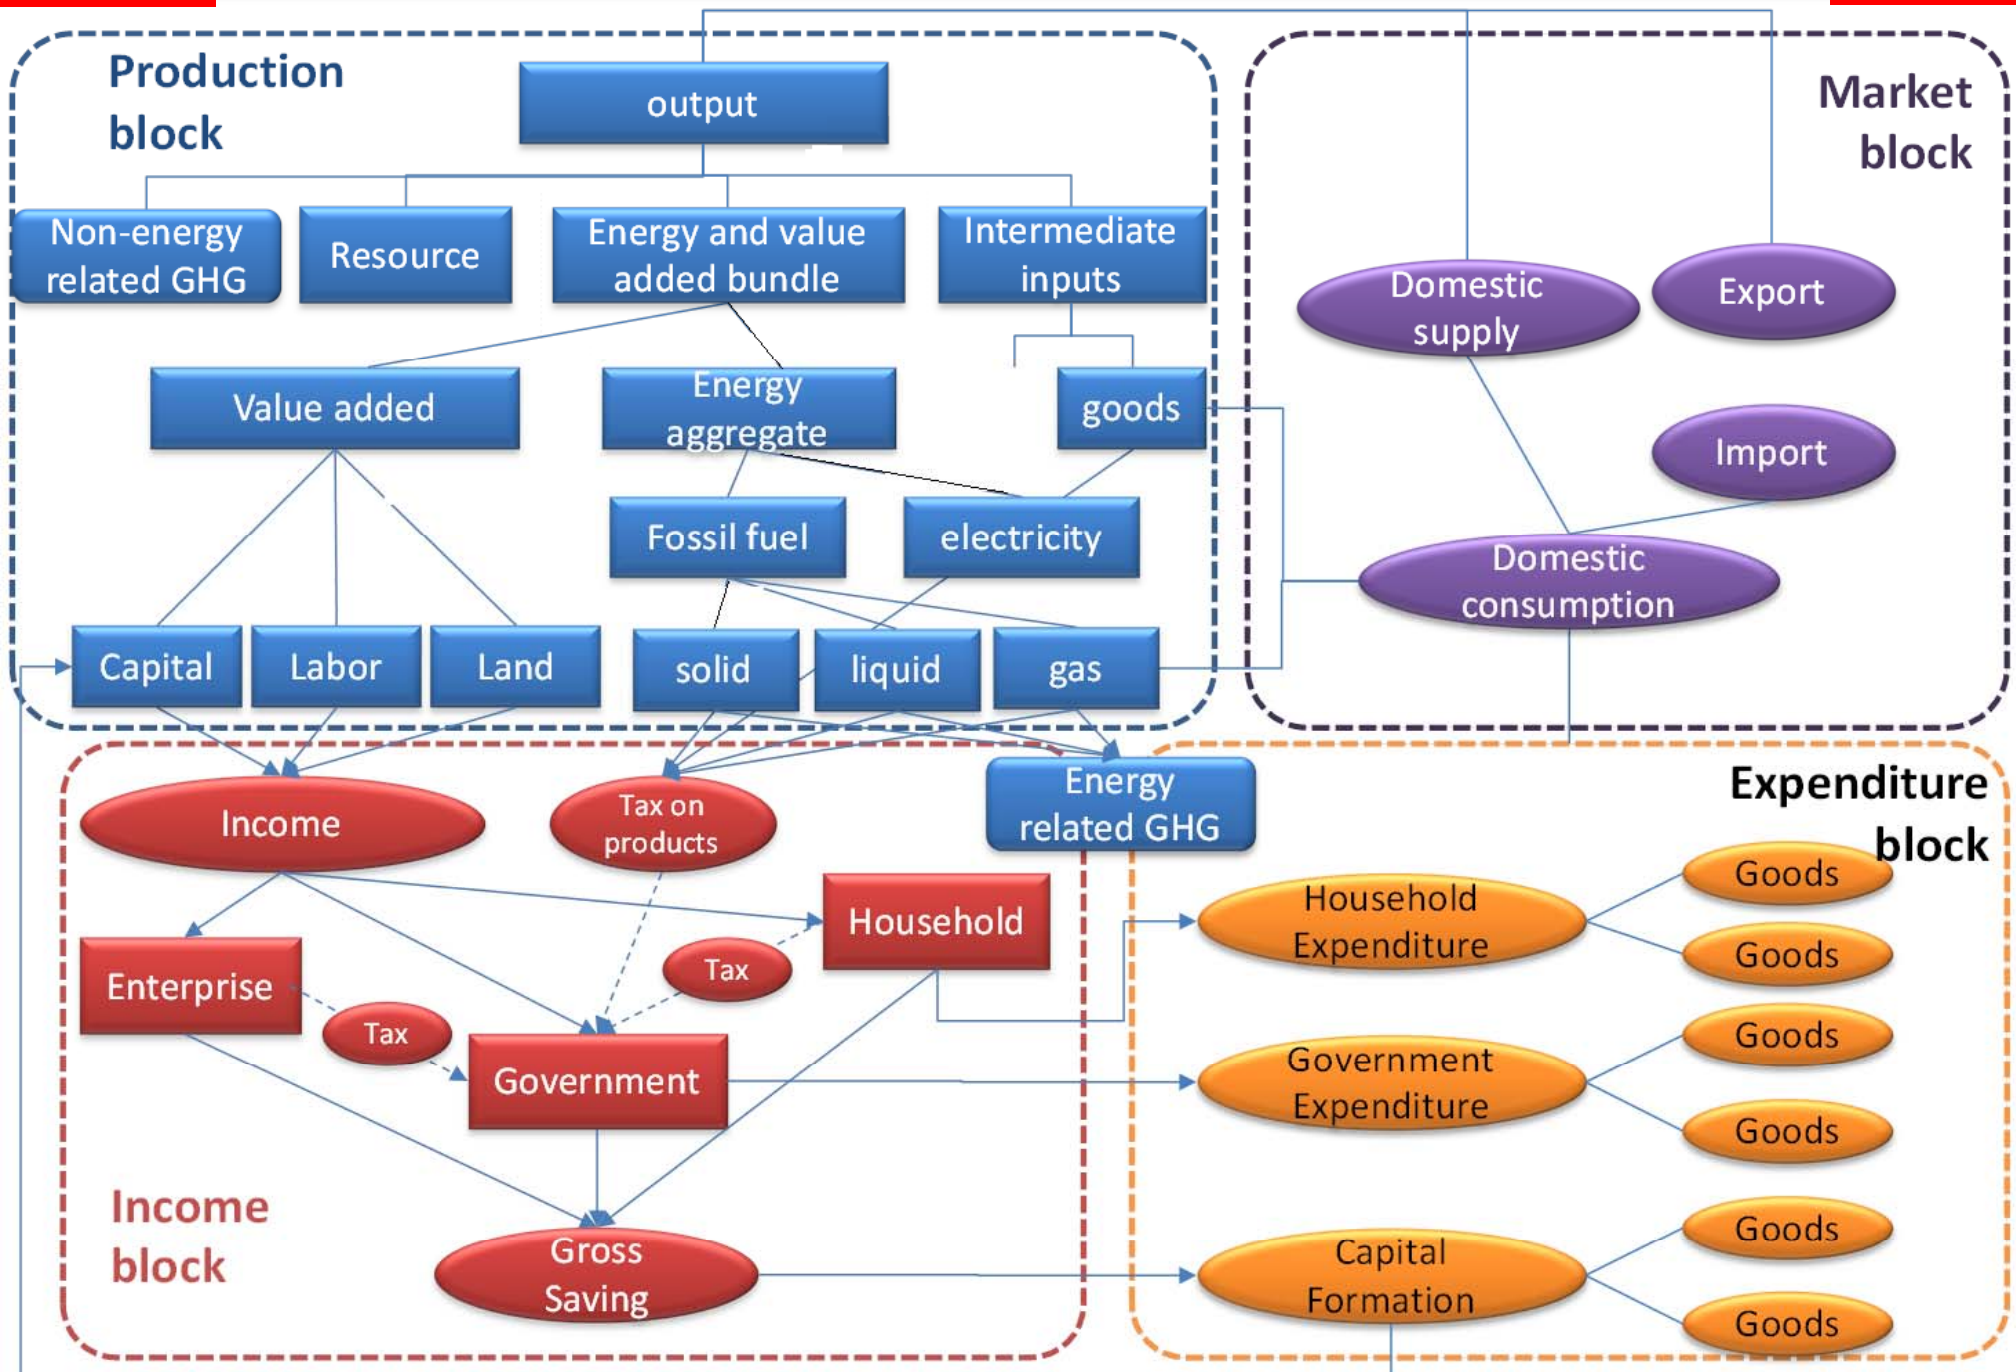 Production
block
output
Market
block
Non-energy
related GHG
Resource
Energy and value
added bundle
Intermediate
inputs
Domestic
supply
Export
Value added
Energy
aggregate
goods
Import
Fossil fuel
electricity
Domestic
consumption
Capital
Labor
Land
solid
liquid
gas
Income
Tax on
products
Energy
related GHG
Expenditure
block
Household
Household
Expenditure
Goods
Goods
Enterprise
Tax
Tax
Government
Government
Expenditure
Goods
Goods
Income
block
Gross
Saving
Capital
Formation
Goods
Goods